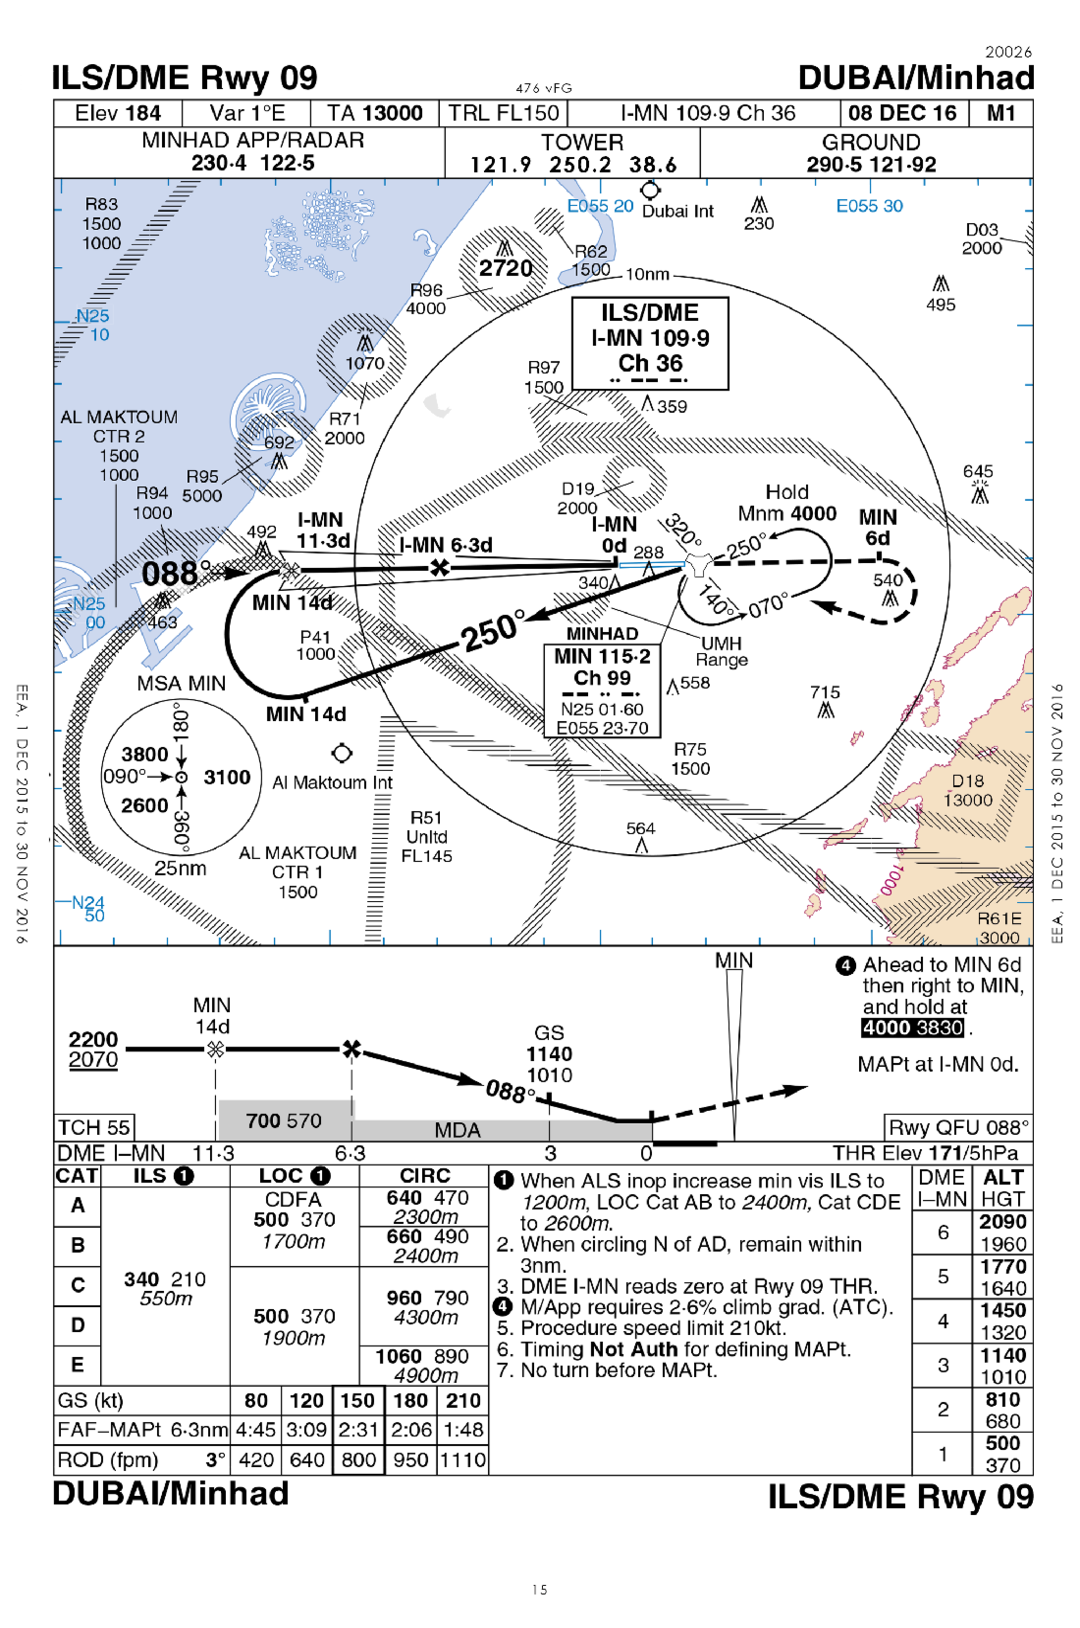 20026
ILS/DME Rwy 09
476 vFG
DUBAI/Minhad
Elev 184
Var 1°E
TA 13000
TRL FL150
I-MN 109·9 Ch 36
08 DEC 16
M1
MINHAD APP/RADAR
230·4 122·5
TOWER
121.9 250.2 38.6
GROUND
290·5 121·92
R83
1500
1000
E055 20
Dubai Int
230
E055 30
D03
2000
R62
1500
10nm
2720
R96
4000
495
N25
10
ILS/DME
I-MN 109·9
Ch 36
1070
R97
1500
359
R71
2000
AL MAKTOUM
CTR 2
1500
1000
692
R95
5000
R94
1000
645
D19
2000
Hold
Mnm 4000
MIN
6d
492
I-MN
11·3d
I-MN 6·3d
I-MN
0d
320°
250°
288
088°
340
540
MIN 14d
140°
070°
N25
00
463
250°
P41
1000
MINHAD
MIN 115·2
Ch 99
N25 01·60
E055 23·70
UMH
Range
558
715
MSA MIN
MIN 14d
081°
3800
090°
3100
2600
360°
25nm
Al Maktoum Int
R75
1500
D18
13000
R51
Unltd
FL145
564
AL MAKTOUM
CTR 1
1500
1000
N24
50
R61E
3000
EEA, 1 DEC 2015 to 30 NOV 2016
EEA, 1 DEC 2015 to 30 NOV 2016
MIN
4 Ahead to MIN 6d
then right to MIN,
and hold at
4000 3830 .
MAPt at I-MN 0d.
MIN
14d
2200
2070
GS
1140
1010
088°
700 570
MDA
TCH 55
Rwy QFU 088°
DME I–MN 11·3 6·3 3 0
THR Elev 171/5hPa
CAT ILS 1 LOC 1 CIRC
A
B
C
D
E
340 210
550m
CDFA
500 370
1700m
500 370
1900m
640 470
2300m
660 490
2400m
960 790
4300m
1060 890
4900m
1 When ALS inop increase min vis ILS to
1200m, LOC Cat AB to 2400m, Cat CDE
to 2600m.
2. When circling N of AD, remain within
3nm.
3. DME I-MN reads zero at Rwy 09 THR.
4 M/App requires 2·6% climb grad. (ATC).
5. Procedure speed limit 210kt.
6. Timing Not Auth for defining MAPt.
7. No turn before MAPt.
DME ALT
I–MN HGT
6 2090
1960
5 1770
1640
4 1450
1320
3 1140
1010
2 810
680
1 500
370
GS (kt) 80 120 150 180 210
FAF–MAPt 6·3nm 4:45 3:09 2:31 2:06 1:48
ROD (fpm) 3° 420 640 800 950 1110
DUBAI/Minhad
ILS/DME Rwy 09
15